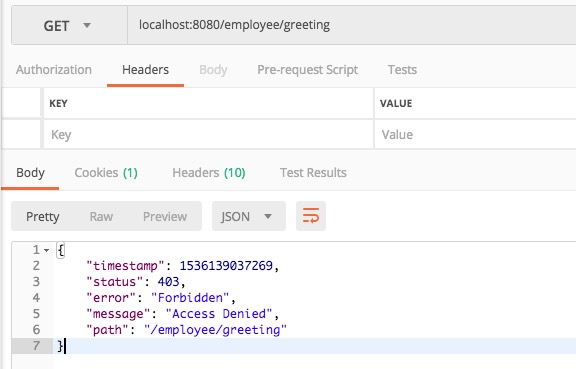 GET localhost:8080/employee/greeting
Authorization Headers Body Pre-request Script Tests
KEY VALUE
Key Value
Body Cookies (1) Headers (10) Test Results
Pretty Raw Preview JSON
1 {
2 "timestamp": 1536139037269,
3 "status": 403,
4 "error": "Forbidden",
5 "message": "Access Denied",
6 "path": "/employee/greeting"
7 }